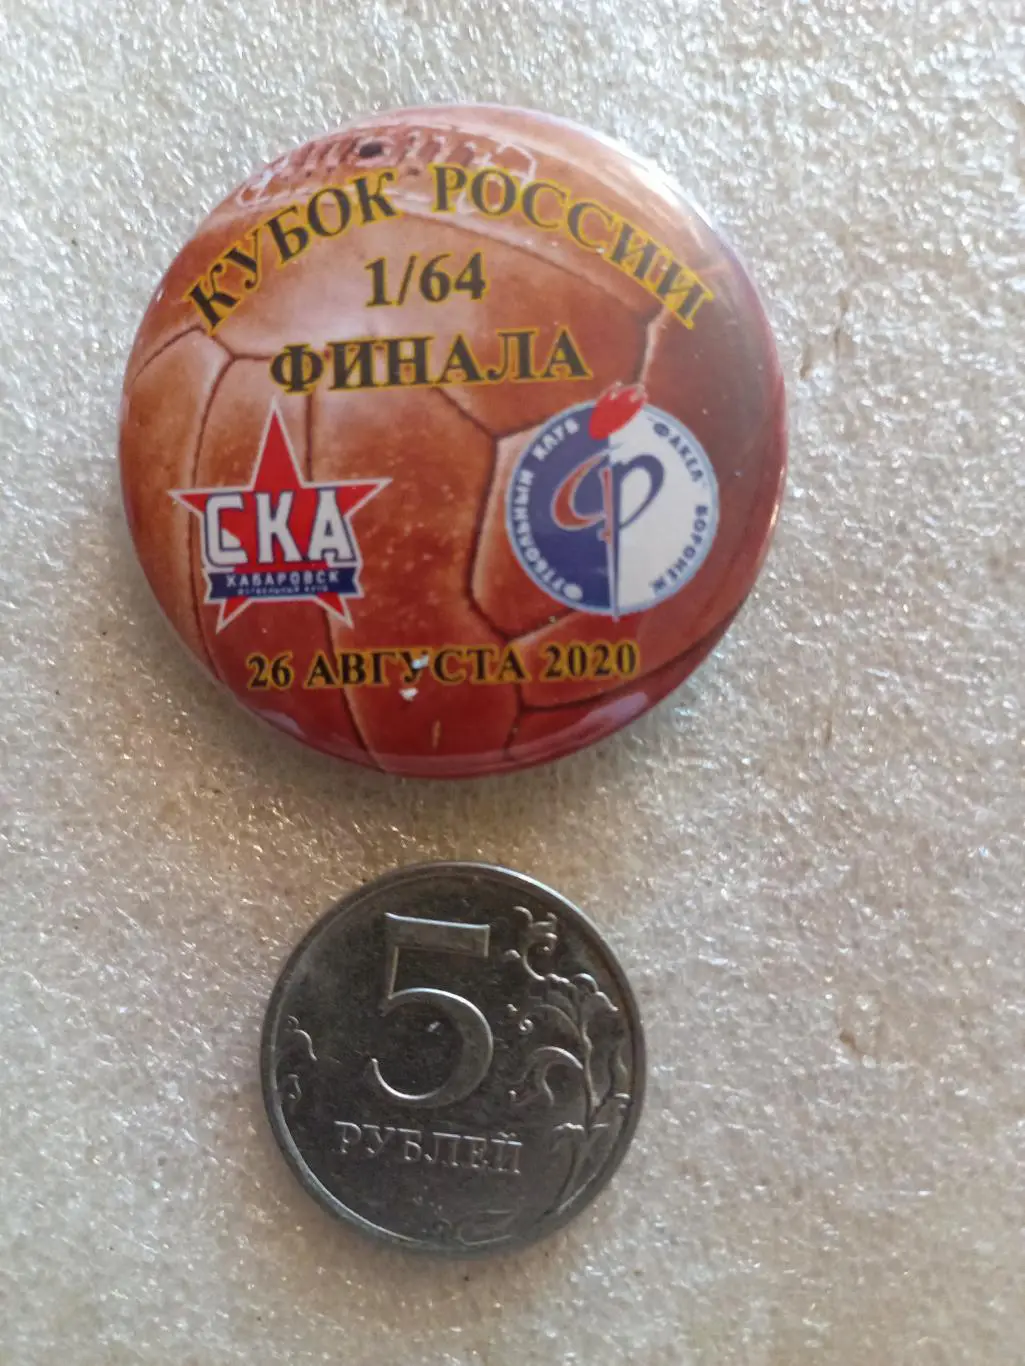 КУБОК РОССИИ
1/64
ФИНАЛА
СКА
ХАБАРОВСК
ФУТБОЛЬНЫЙ КЛУБ
ФУТБОЛЬНЫЙ КЛУБ "ФАКЕЛ" ВОРОНЕЖ
26 АВГУСТА 2020
5
РУБЛЕЙ